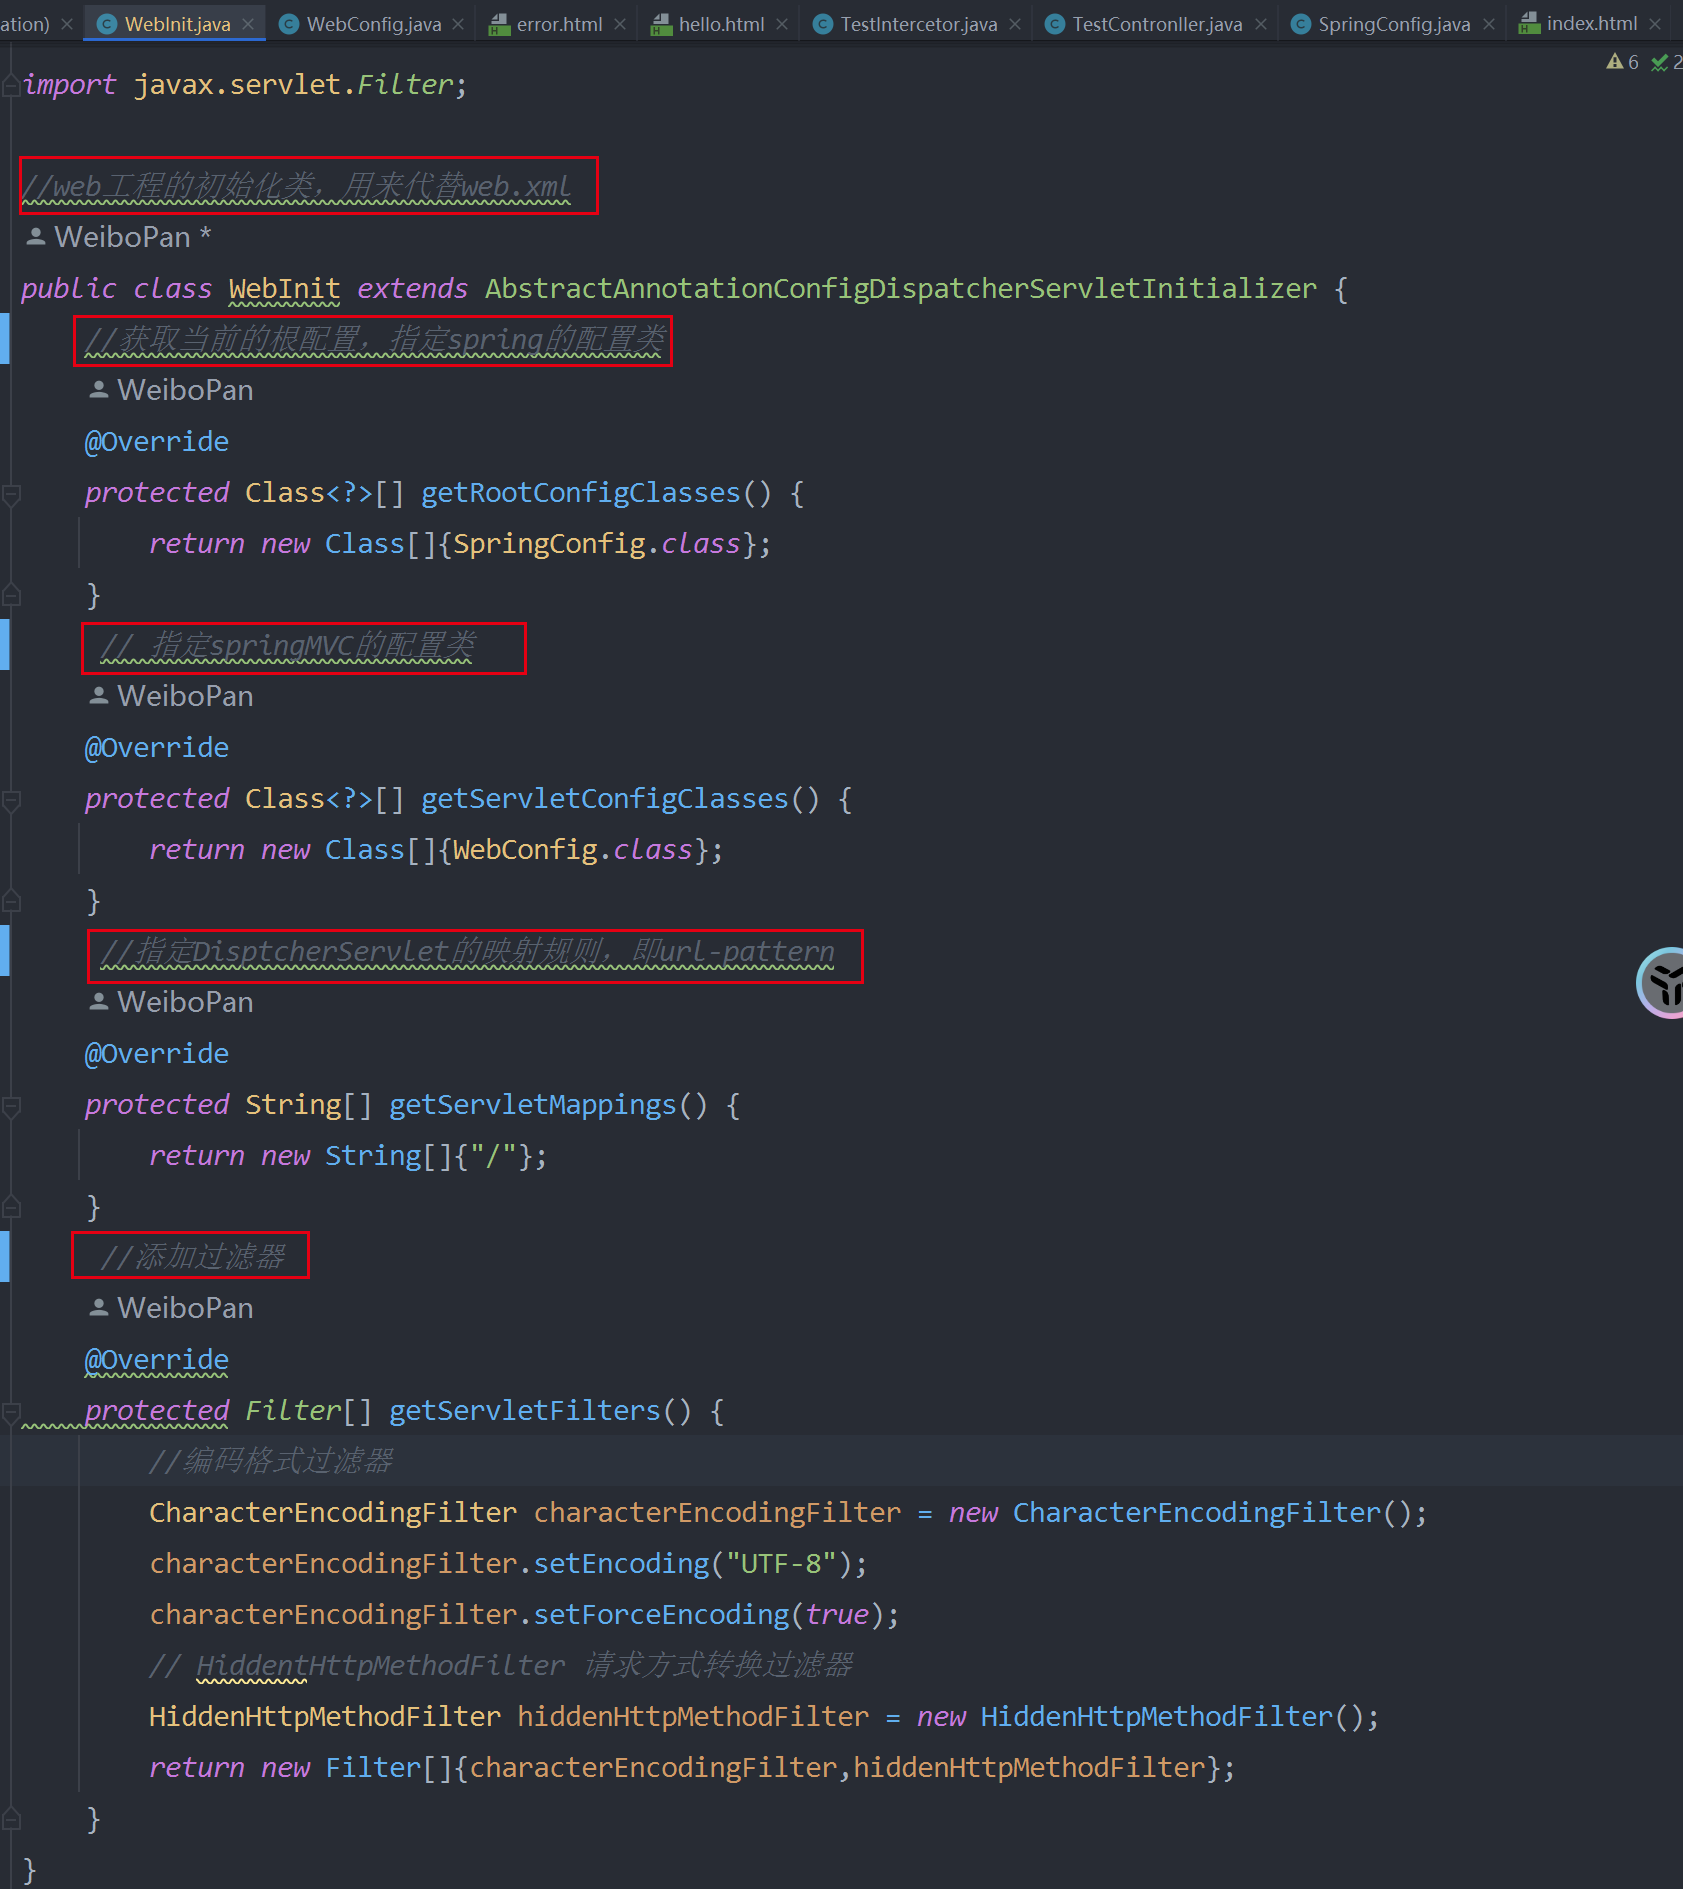 ation) WebInit.java WebConfig.java error.html hello.html TestIntercetor.java TestContronller.java SpringConfig.java index.html
6 2
import javax.servlet.Filter;
//web工程的初始化类，用来代替web.xml
WeiboPan *
public class WebInit extends AbstractAnnotationConfigDispatcherServletInitializer {
//获取当前的根配置，指定spring的配置类
WeiboPan
@Override
protected Class<?>[] getRootConfigClasses() {
return new Class[]{SpringConfig.class};
}
// 指定springMVC的配置类
WeiboPan
@Override
protected Class<?>[] getServletConfigClasses() {
return new Class[]{WebConfig.class};
}
//指定DisptcherServlet的映射规则，即url-pattern
WeiboPan
@Override
protected String[] getServletMappings() {
return new String[]{"/"};
}
//添加过滤器
WeiboPan
@Override
protected Filter[] getServletFilters() {
//编码格式过滤器
CharacterEncodingFilter characterEncodingFilter = new CharacterEncodingFilter();
characterEncodingFilter.setEncoding("UTF-8");
characterEncodingFilter.setForceEncoding(true);
// HiddentHttpMethodFilter 请求方式转换过滤器
HiddenHttpMethodFilter hiddenHttpMethodFilter = new HiddenHttpMethodFilter();
return new Filter[]{characterEncodingFilter,hiddenHttpMethodFilter};
}
}